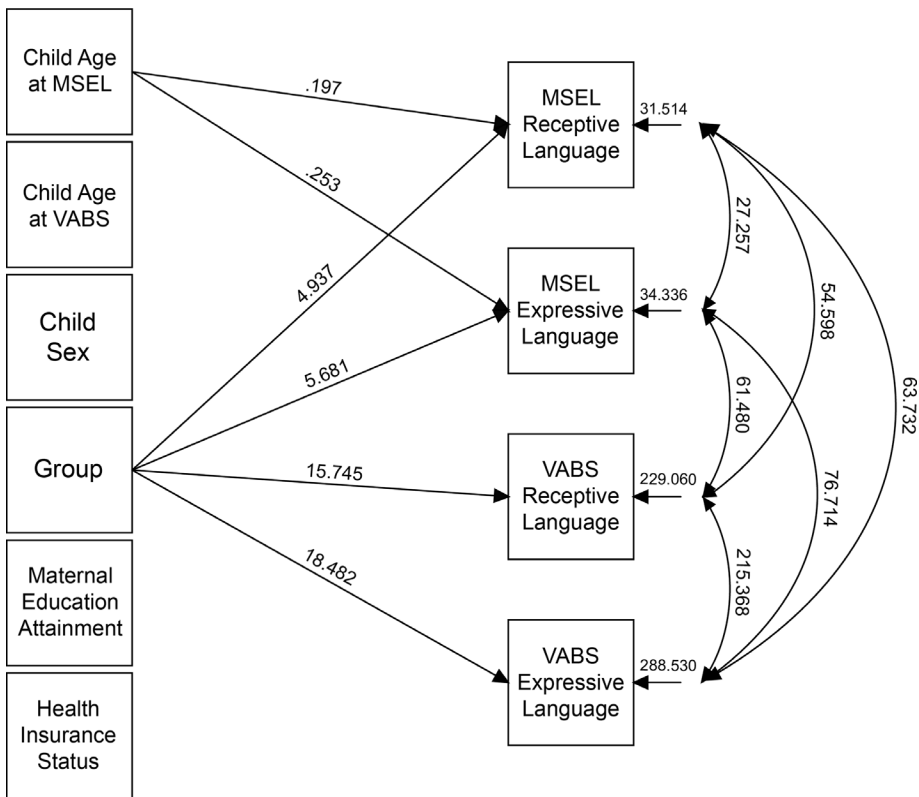 Child Age
at MSEL
Child Age
at VABS
Child
Sex
Group
Maternal
Education
Attainment
Health
Insurance
Status
.197
.253
4.937
5.681
15.745
18.482
MSEL
Receptive
Language
MSEL
Expressive
Language
VABS
Receptive
Language
VABS
Expressive
Language
31.514
34.336
229.060
288.530
27.257
61.480
215.368
54.598
76.714
63.732